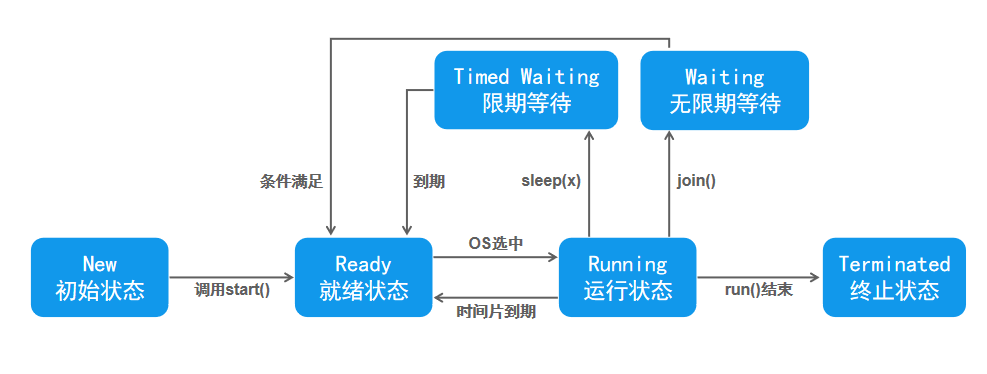 Timed Waiting
限期等待
Waiting
无限期等待
条件满足
到期
sleep(x)
join()
New
初始状态
调用start()
Ready
就绪状态
OS选中
时间片到期
Running
运行状态
run()结束
Terminated
终止状态